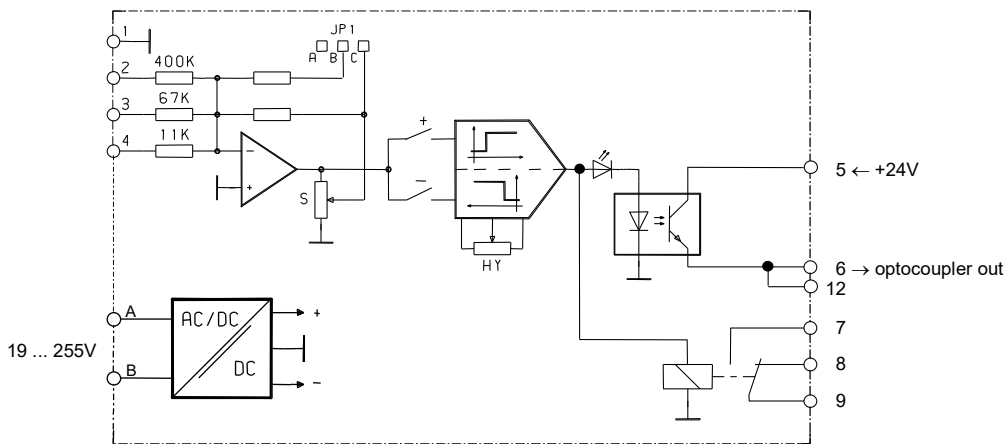 1
JP1
A B C
2 400K
3 67K
4 11K
-
+
S
+
-
HY
5 ← +24V
6 → optocoupler out
12
7
8
9
19 ... 255V
A
B
AC/DC
DC
+
-